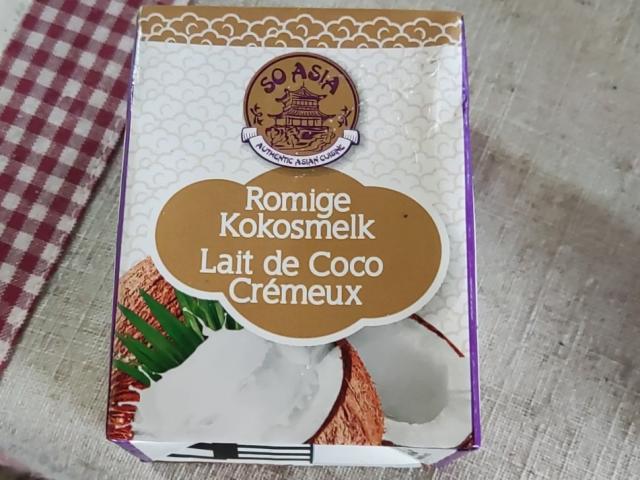 SO ASIA
AUTHENTIC ASIAN CUISINE
Romige
Kokosmelk
Lait de Coco
Crémeux